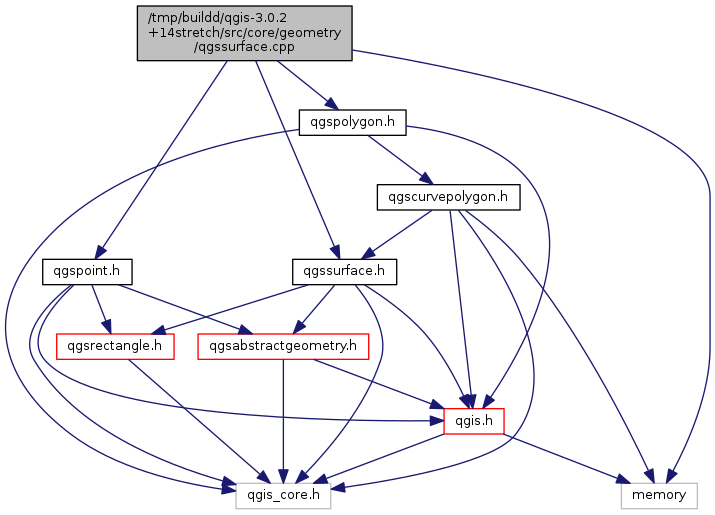 /tmp/buildd/qgis-3.0.2
+14stretch/src/core/geometry
/qgssurface.cpp
qgspolygon.h
qgscurvepolygon.h
qgspoint.h
qgssurface.h
qgsrectangle.h
qgsabstractgeometry.h
qgis.h
qgis_core.h
memory